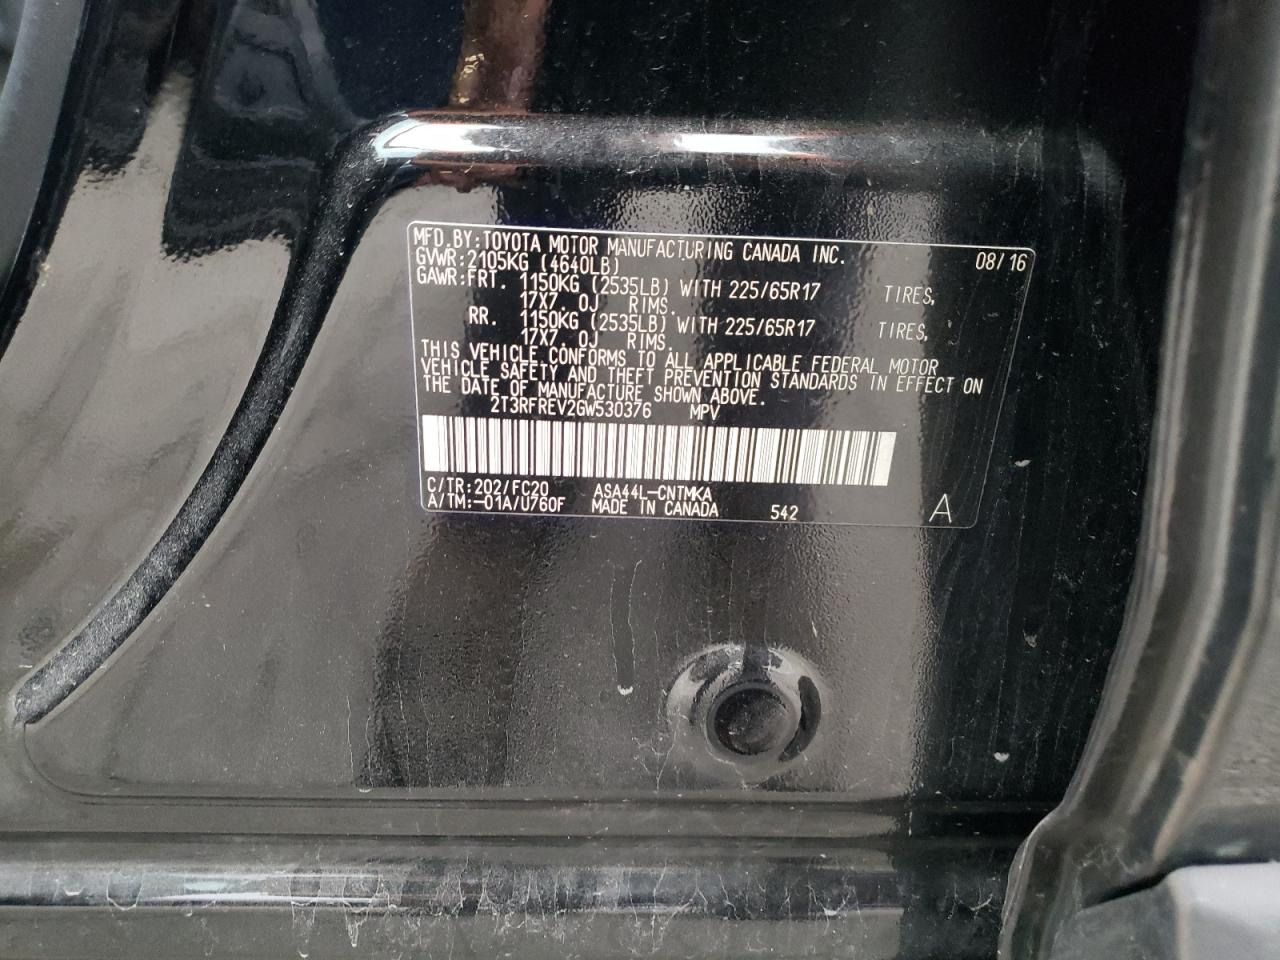 MFD.BY:TOYOTA MOTOR MANUFACTURING CANADA INC. 08/16
GVWR:2105KG (4640LB)
GAWR:FRT. 1150KG (2535LB) WITH 225/65R17 TIRES,
17X7.0J RIMS.
RR. 1150KG (2535LB) WITH 225/65R17 TIRES,
17X7.0J RIMS.
THIS VEHICLE CONFORMS TO ALL APPLICABLE FEDERAL MOTOR
VEHICLE SAFETY AND THEFT PREVENTION STANDARDS IN EFFECT ON
THE DATE OF MANUFACTURE SHOWN ABOVE.
2T3RFREV2GW530376 MPV
C/TR:202/FC20 ASA44L-CNTMKA
A/TM:-01A/U760F MADE IN CANADA 542 A